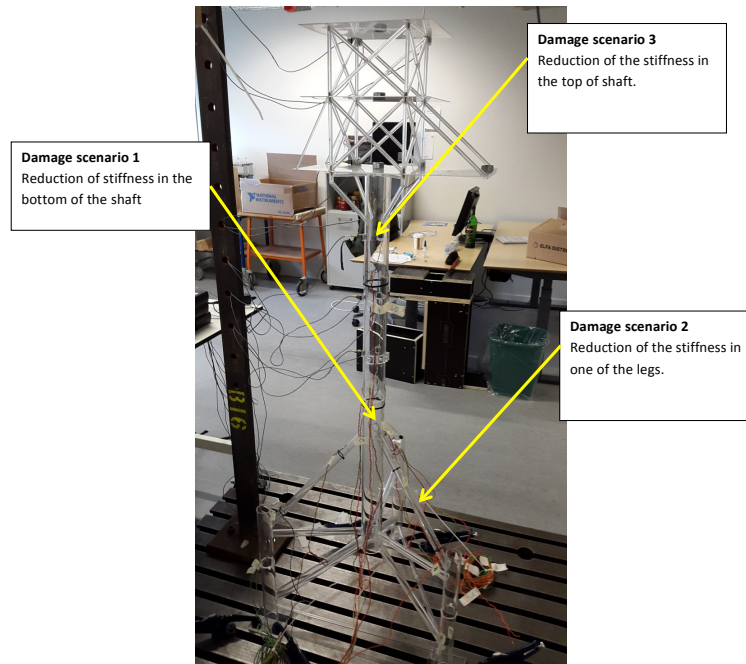 Damage scenario 3
Reduction of the stiffness in
the top of shaft.
Damage scenario 1
Reduction of stiffness in the
bottom of the shaft
NATIONAL
INSTRUMENTS
Damage scenario 2
Reduction of the stiffness in
one of the legs.
B16